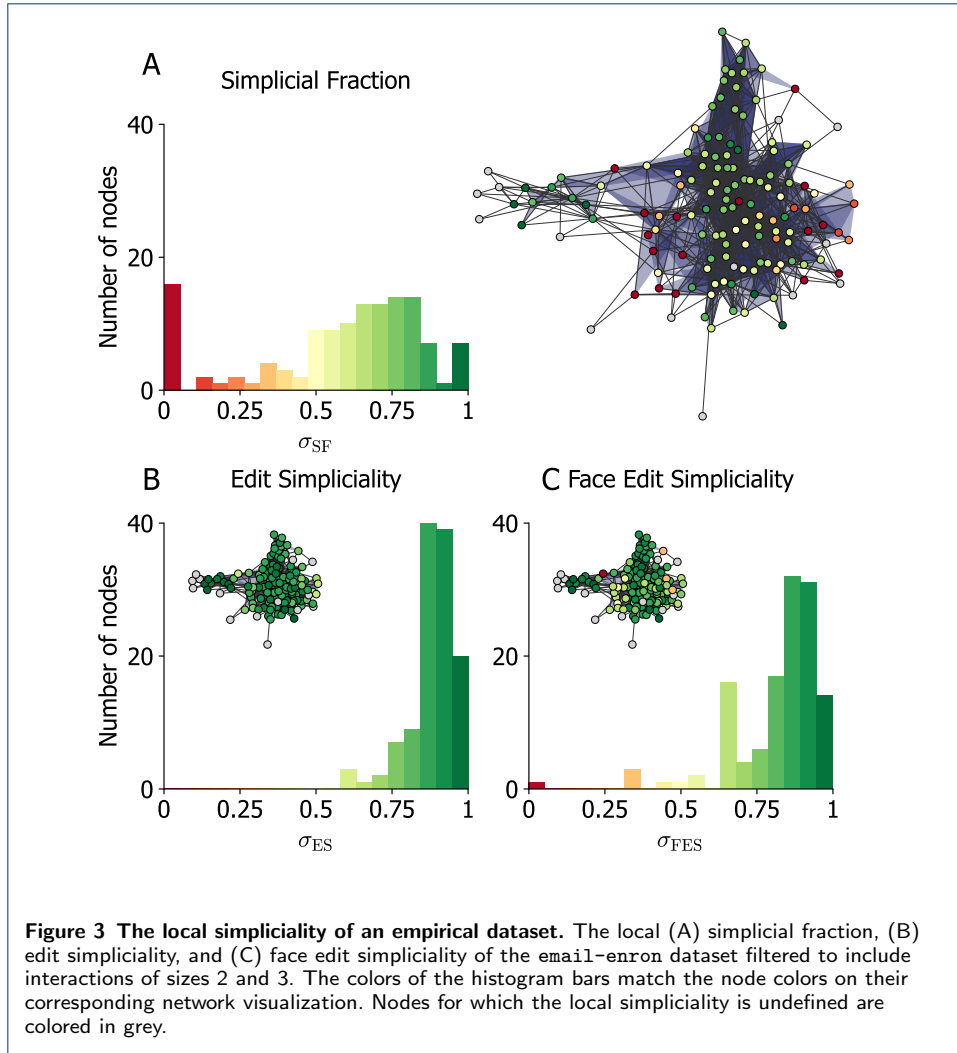 A
Simplicial Fraction
40
20
0
Number of nodes
0 0.25 0.5 0.75 1
σSF
B Edit Simpliciality
40
20
0
Number of nodes
0 0.25 0.5 0.75 1
σES
C Face Edit Simpliciality
40
20
0
0 0.25 0.5 0.75 1
σFES
Figure 3 The local simpliciality of an empirical dataset. The local (A) simplicial fraction, (B)
edit simpliciality, and (C) face edit simpliciality of the email-enron dataset filtered to include
interactions of sizes 2 and 3. The colors of the histogram bars match the node colors on their
corresponding network visualization. Nodes for which the local simpliciality is undefined are
colored in grey.